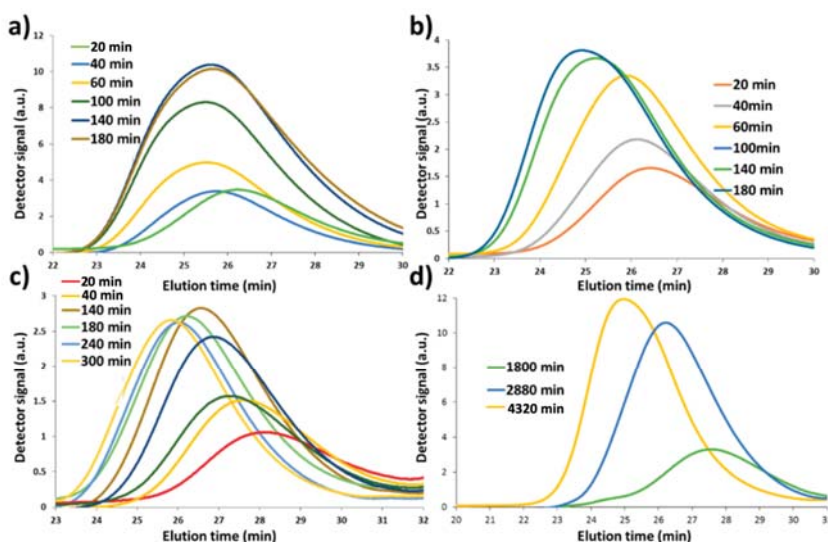 a)
20 min
40 min
60 min
100 min
140 min
180 min
12
10
8
6
4
2
0
22 23 24 25 26 27 28 29 30
Elution time (min)
Detector signal (a.u.)
b)
20 min
40min
60min
100min
140 min
180 min
4
3.5
3
2.5
2
1.5
1
0.5
0
22 23 24 25 26 27 28 29 30
Elution time (min)
Detector signal (a.u.)
c)
20 min
40 min
140 min
180 min
240 min
300 min
3
2.5
2
1.5
1
0.5
0
23 24 25 26 27 28 29 30 31 32
Elution time (min)
Detector signal (a.u.)
d)
1800 min
2880 min
4320 min
12
10
8
6
4
2
0
20 21 22 23 24 25 26 27 28 29 30
Elution time (min)
Detector signal (a.u.)